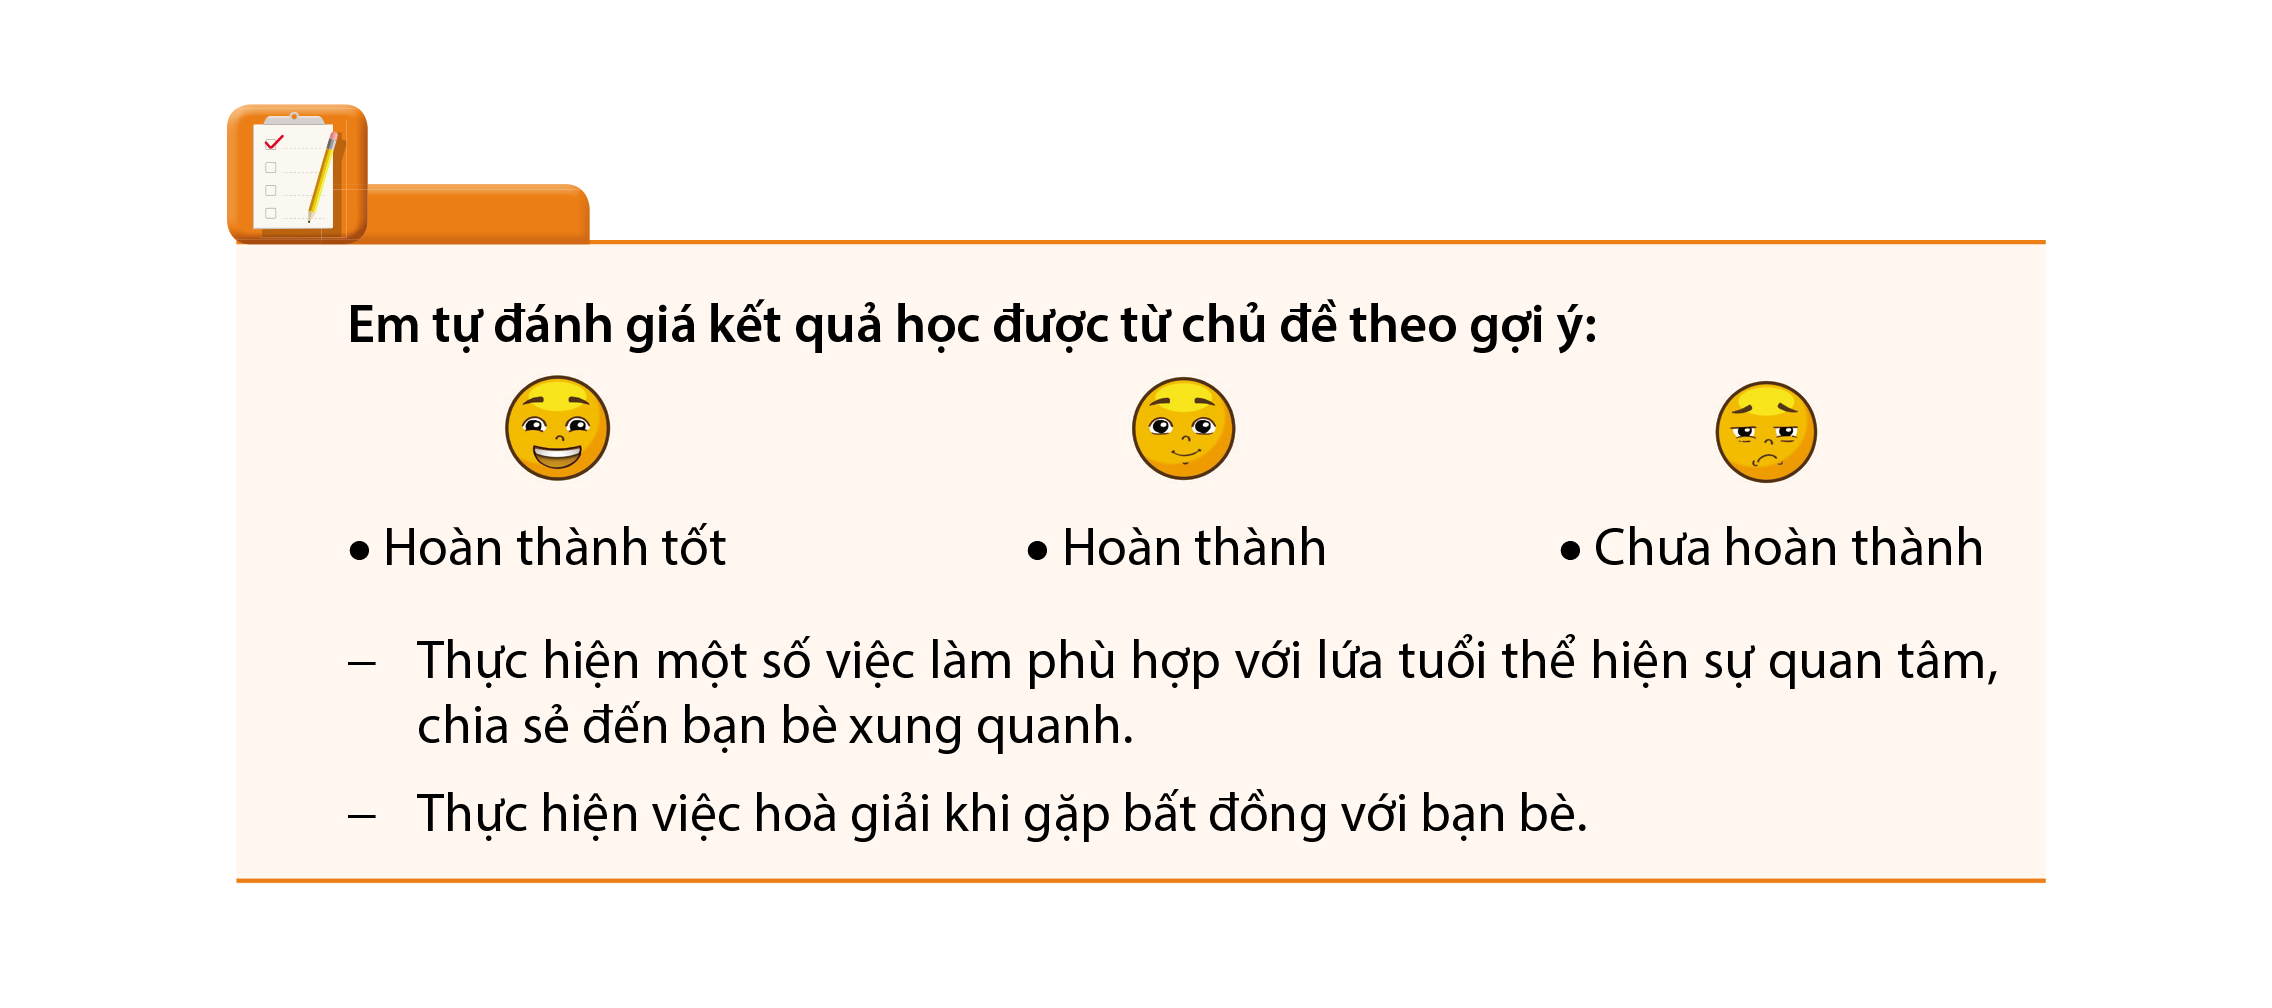 Em tự đánh giá kết quả học được từ chủ đề theo gợi ý:
• Hoàn thành tốt • Hoàn thành • Chưa hoàn thành
– Thực hiện một số việc làm phù hợp với lứa tuổi thể hiện sự quan tâm,
chia sẻ đến bạn bè xung quanh.
– Thực hiện việc hoà giải khi gặp bất đồng với bạn bè.